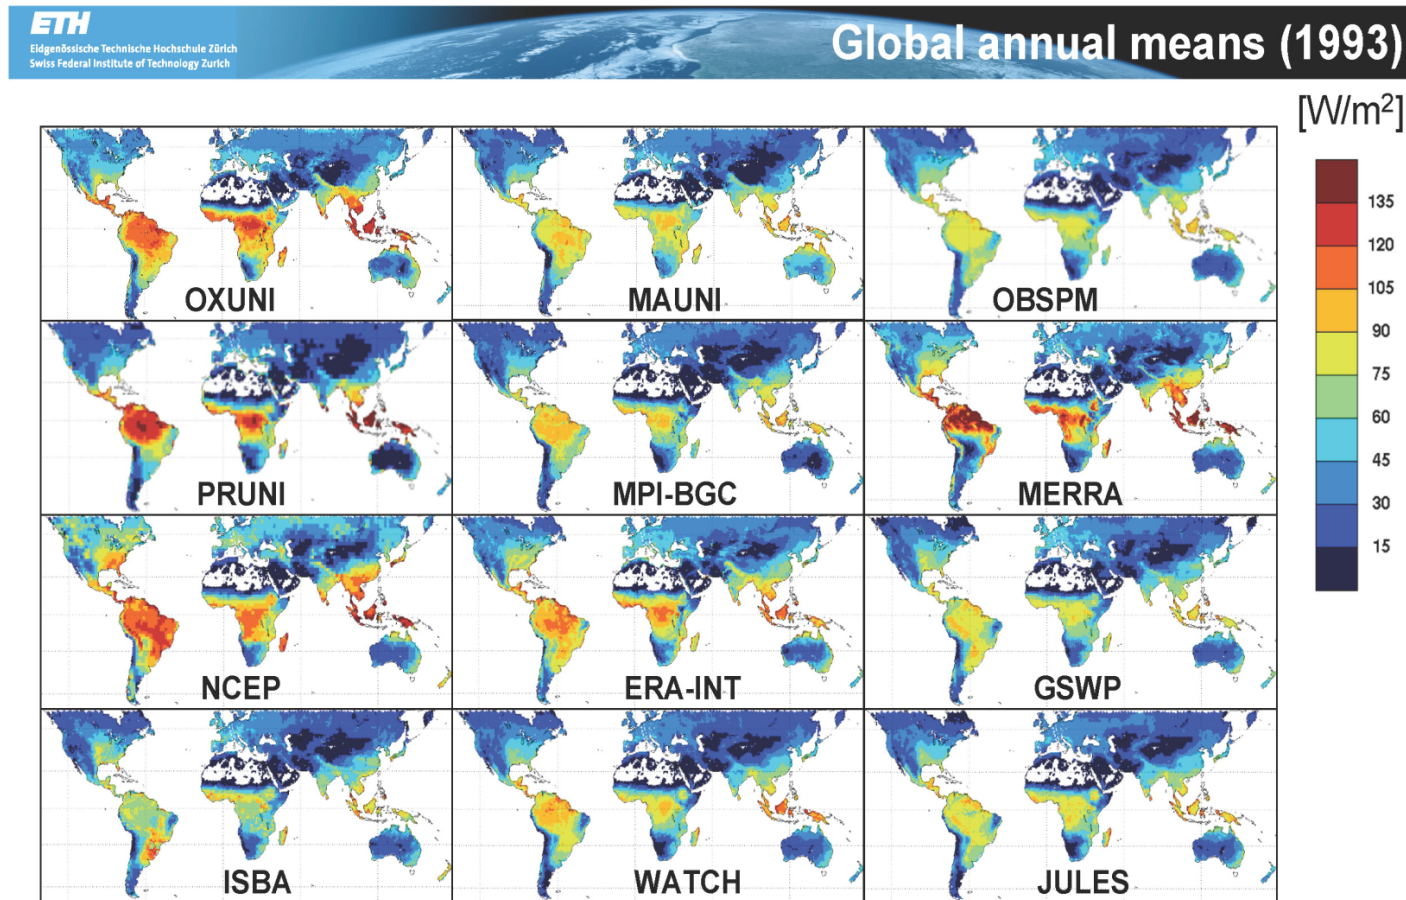 ETH
Eidgenössische Technische Hochschule Zürich
Swiss Federal Institute of Technology Zurich
Global annual means (1993)
[W/m²]
OXUNI
MAUNI
OBSPM
PRUNI
MPI-BGC
MERRA
NCEP
ERA-INT
GSWP
ISBA
WATCH
JULES
135
120
105
90
75
60
45
30
15